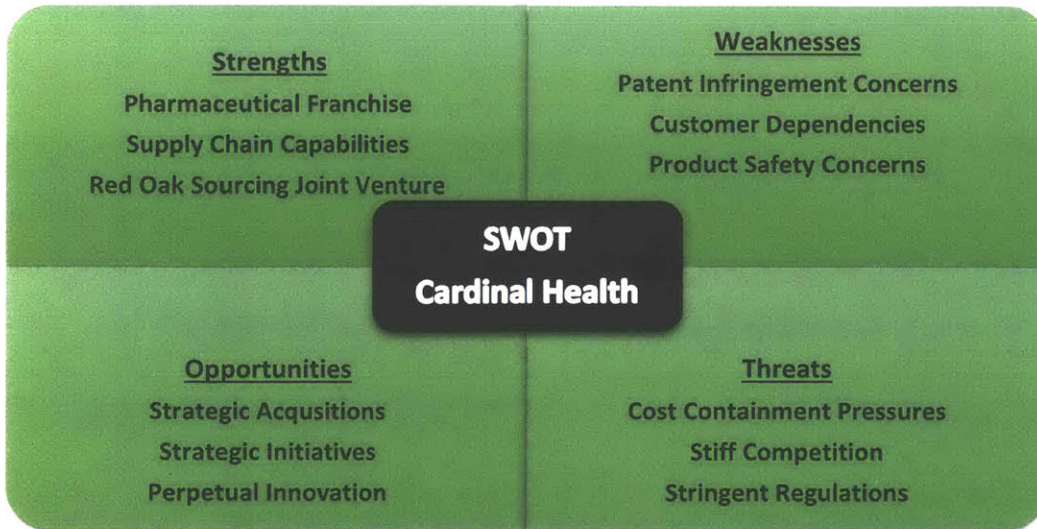 Strengths
Pharmaceutical Franchise
Supply Chain Capabilities
Red Oak Sourcing Joint Venture
Weaknesses
Patent Infringement Concerns
Customer Dependencies
Product Safety Concerns
SWOT
Cardinal Health
Opportunities
Strategic Acqusitions
Strategic Initiatives
Perpetual Innovation
Threats
Cost Containment Pressures
Stiff Competition
Stringent Regulations